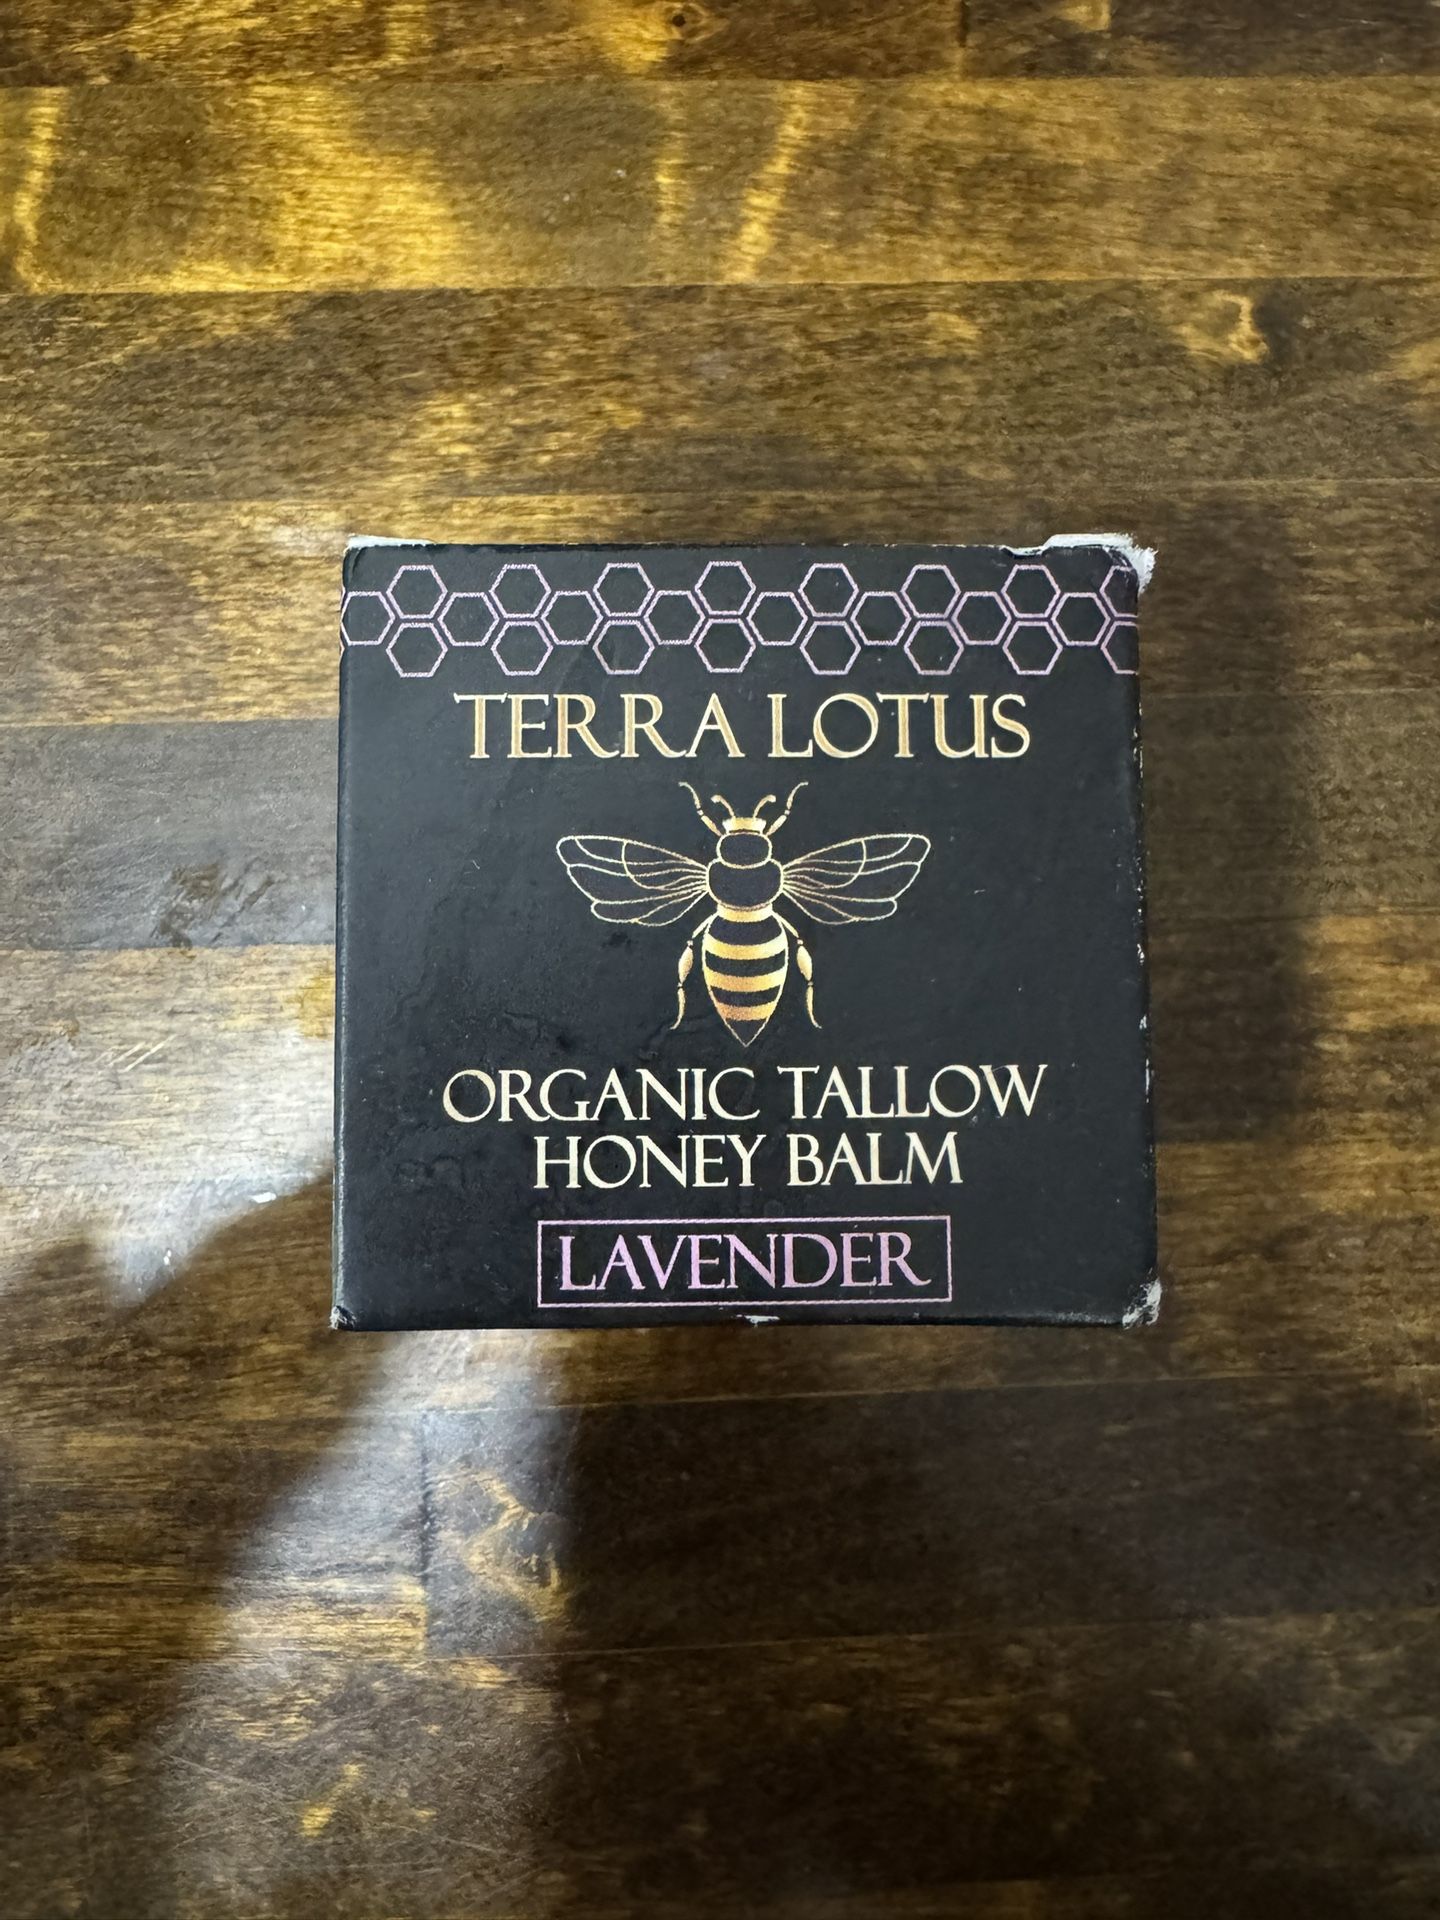 TERRA LOTUS
ORGANIC TALLOW
HONEY BALM
LAVENDER